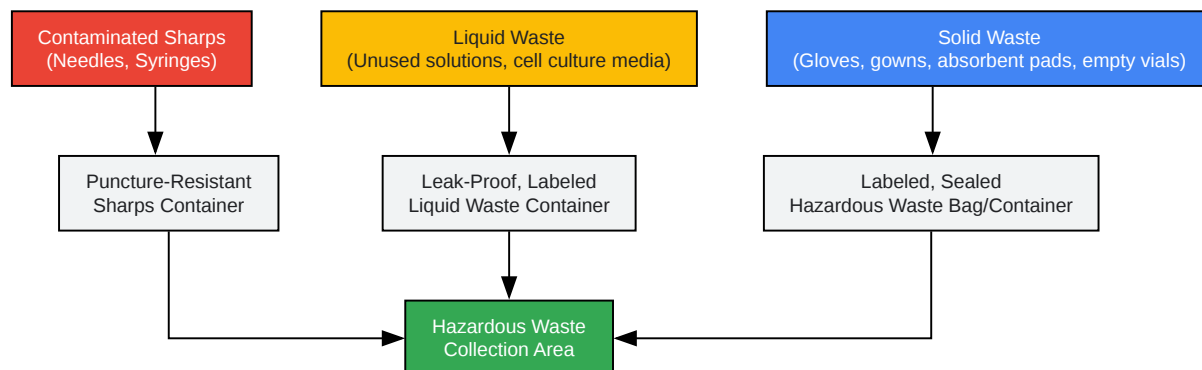 Contaminated Sharps
(Needles, Syringes)
Liquid Waste
(Unused solutions, cell culture media)
Solid Waste
(Gloves, gowns, absorbent pads, empty vials)
Puncture-Resistant
Sharps Container
Leak-Proof, Labeled
Liquid Waste Container
Labeled, Sealed
Hazardous Waste Bag/Container
Hazardous Waste
Collection Area